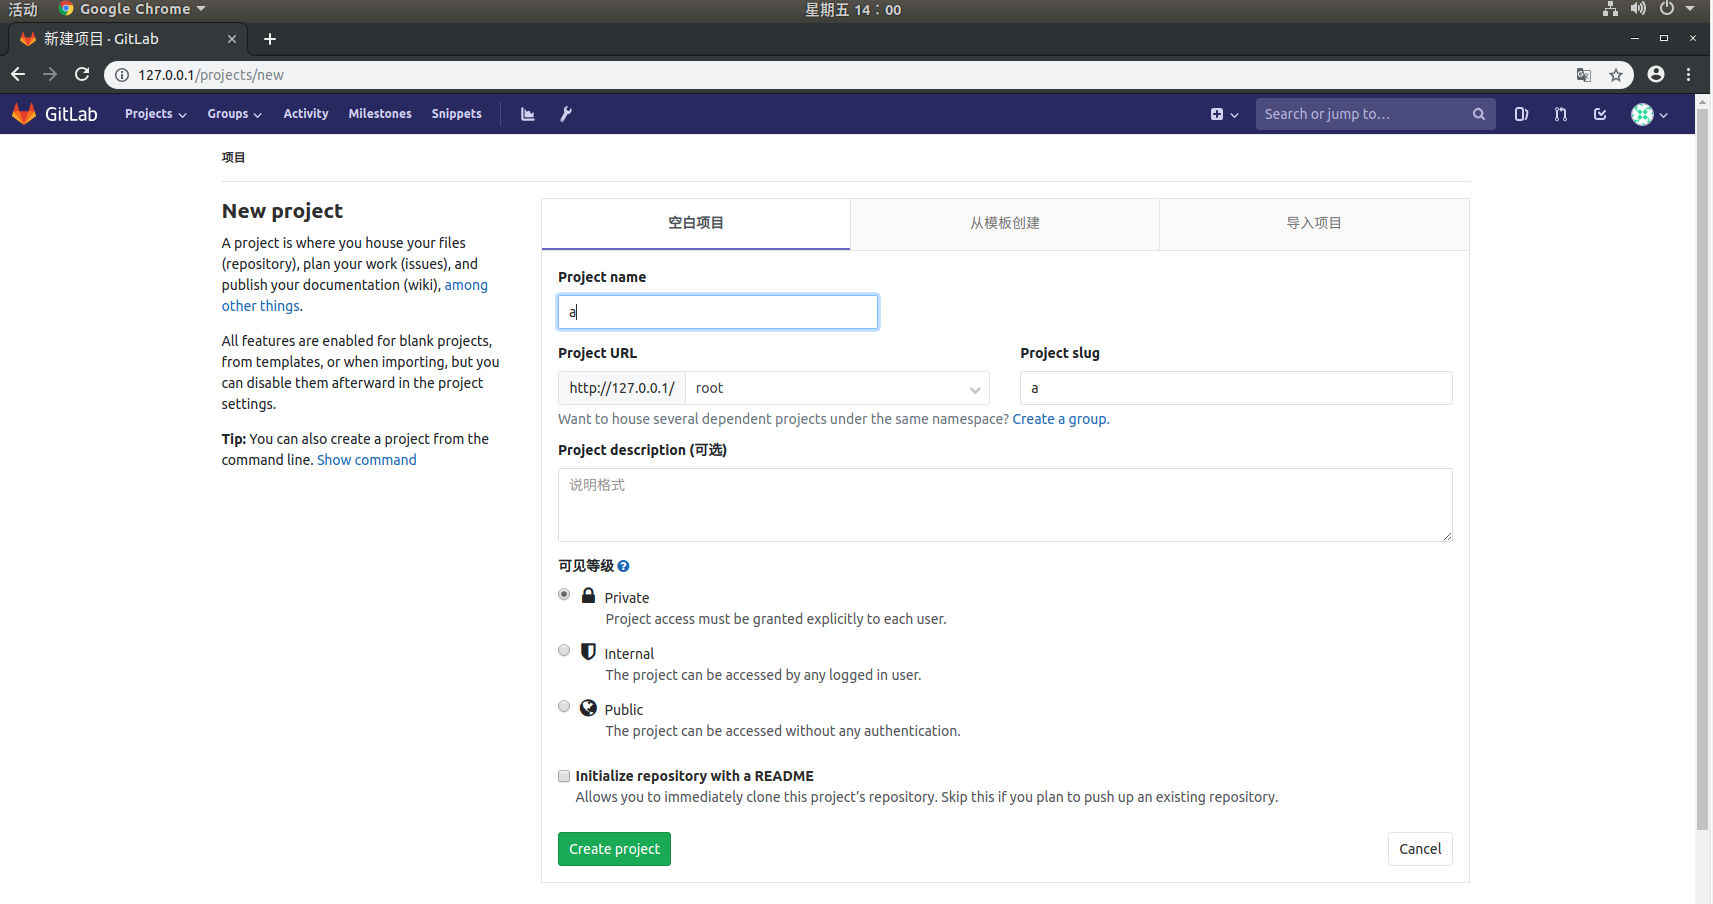 活动 Google Chrome 星期五 14：00
新建项目 · GitLab
127.0.0.1/projects/new
GitLab Projects Groups Activity Milestones Snippets Search or jump to…
项目
New project
A project is where you house your files
(repository), plan your work (issues), and
publish your documentation (wiki), among
other things.
All features are enabled for blank projects,
from templates, or when importing, but you
can disable them afterward in the project
settings.
Tip: You can also create a project from the
command line. Show command
空白项目 从模板创建 导入项目
Project name
a
Project URL Project slug
http://127.0.0.1/ root a
Want to house several dependent projects under the same namespace? Create a group.
Project description (可选)
说明格式
可见等级
Private
Project access must be granted explicitly to each user.
Internal
The project can be accessed by any logged in user.
Public
The project can be accessed without any authentication.
Initialize repository with a README
Allows you to immediately clone this project’s repository. Skip this if you plan to push up an existing repository.
Create project Cancel